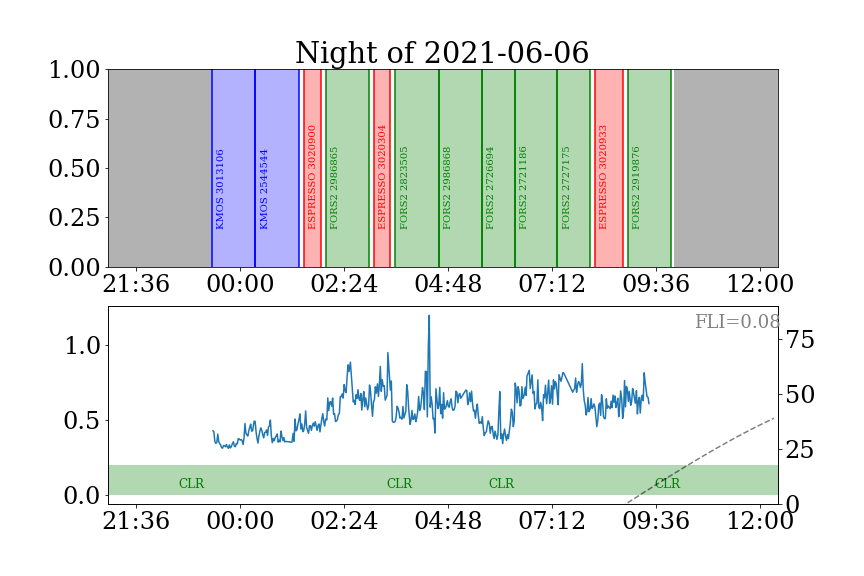 Night of 2021-06-06
1.00
0.75
0.50
0.25
0.00
KMOS 3013106
KMOS 2544544
ESPRESSO 3020900
FORS2 2986865
ESPRESSO 3020304
FORS2 2823505
FORS2 2986868
FORS2 2726694
FORS2 2721186
FORS2 2727175
ESPRESSO 3020933
FORS2 2919876
21:36 00:00 02:24 04:48 07:12 09:36 12:00
FLI=0.08
1.0
0.5
0.0
75
50
25
0
CLR CLR CLR CLR
21:36 00:00 02:24 04:48 07:12 09:36 12:00